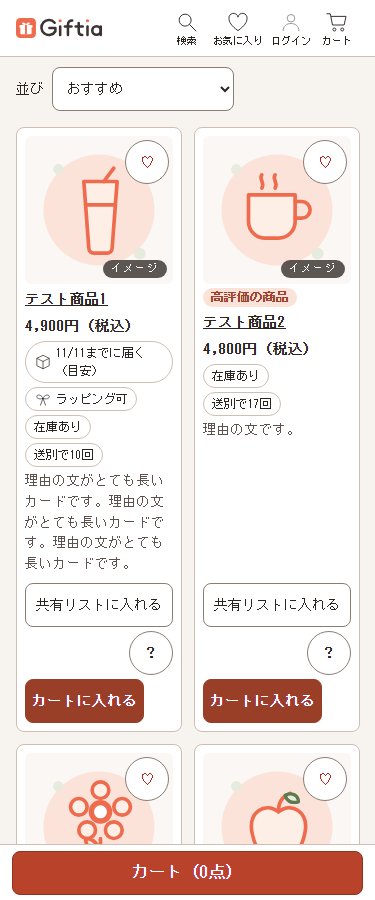 Giftia
検索
お気に入り
ログイン
カート
並び
おすすめ
イメージ
テスト商品1
4,900円（税込）
11/11までに届く
（目安）
ラッピング可
在庫あり
送別で10回
理由の文がとても長い
カードです。理由の文
がとても長いカードで
す。理由の文がとても
長いカードです。
共有リストに入れる
?
カートに入れる
イメージ
高評価の商品
テスト商品2
4,800円（税込）
在庫あり
送別で17回
理由の文です。
共有リストに入れる
?
カートに入れる
カート（0点）